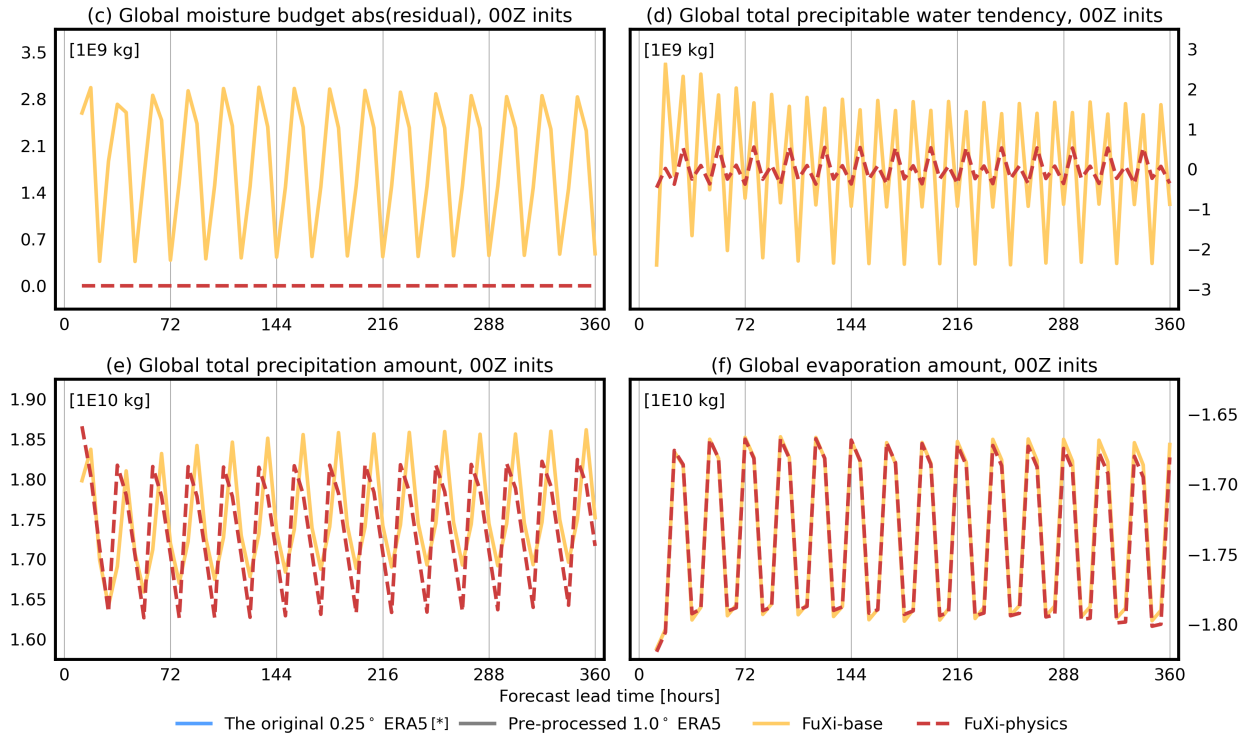 (c) Global moisture budget abs(residual), 00Z inits
[1E9 kg]
3.5
2.8
2.1
1.4
0.7
0.0
0 72 144 216 288 360
(d) Global total precipitable water tendency, 00Z inits
[1E9 kg]
3
2
1
0
−1
−2
−3
0 72 144 216 288 360
(e) Global total precipitation amount, 00Z inits
[1E10 kg]
1.90
1.85
1.80
1.75
1.70
1.65
1.60
0 72 144 216 288 360
(f) Global evaporation amount, 00Z inits
[1E10 kg]
−1.65
−1.70
−1.75
−1.80
0 72 144 216 288 360
Forecast lead time [hours]
The original 0.25° ERA5 [*] Pre-processed 1.0° ERA5 FuXi-base FuXi-physics